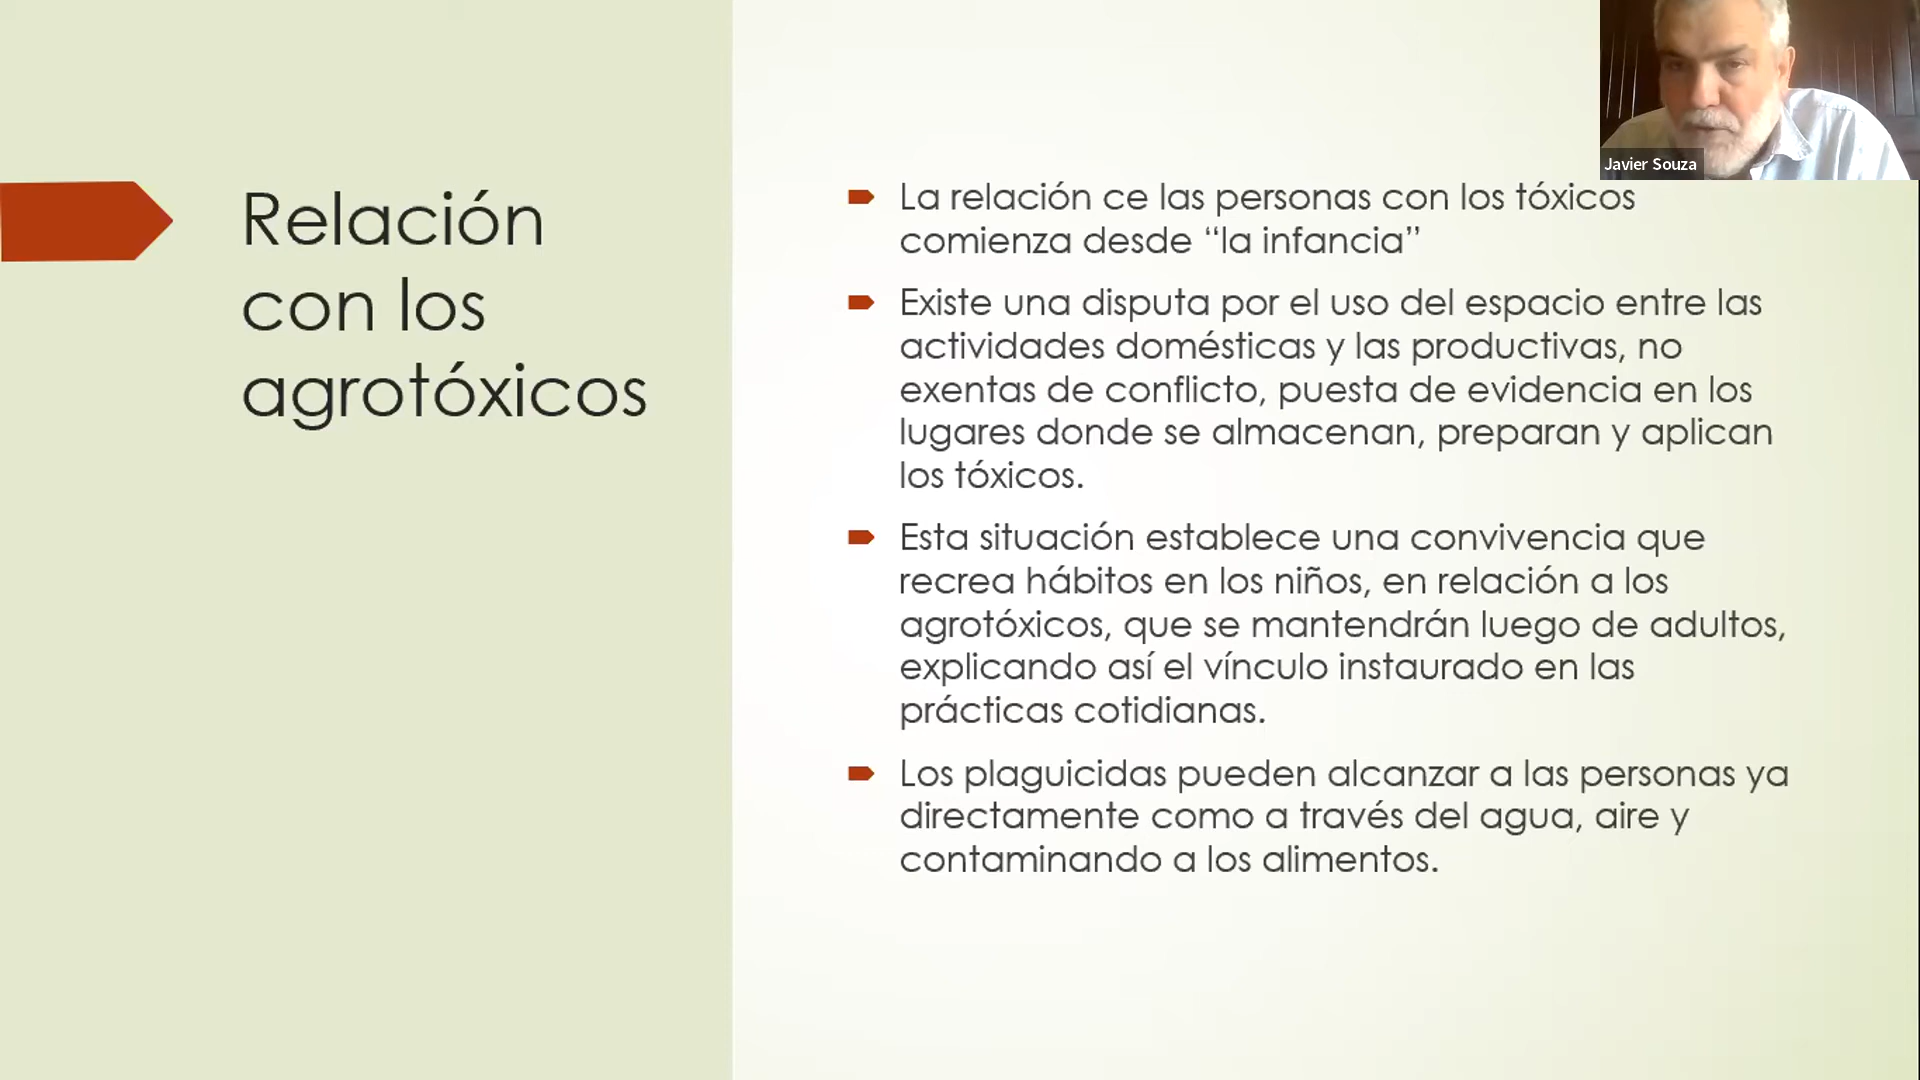 Relación
con los
agrotóxicos
La relación ce las personas con los tóxicos
comienza desde “la infancia”
Existe una disputa por el uso del espacio entre las
actividades domésticas y las productivas, no
exentas de conflicto, puesta de evidencia en los
lugares donde se almacenan, preparan y aplican
los tóxicos.
Esta situación establece una convivencia que
recrea hábitos en los niños, en relación a los
agrotóxicos, que se mantendrán luego de adultos,
explicando así el vínculo instaurado en las
prácticas cotidianas.
Los plaguicidas pueden alcanzar a las personas ya
directamente como a través del agua, aire y
contaminando a los alimentos.
Javier Souza